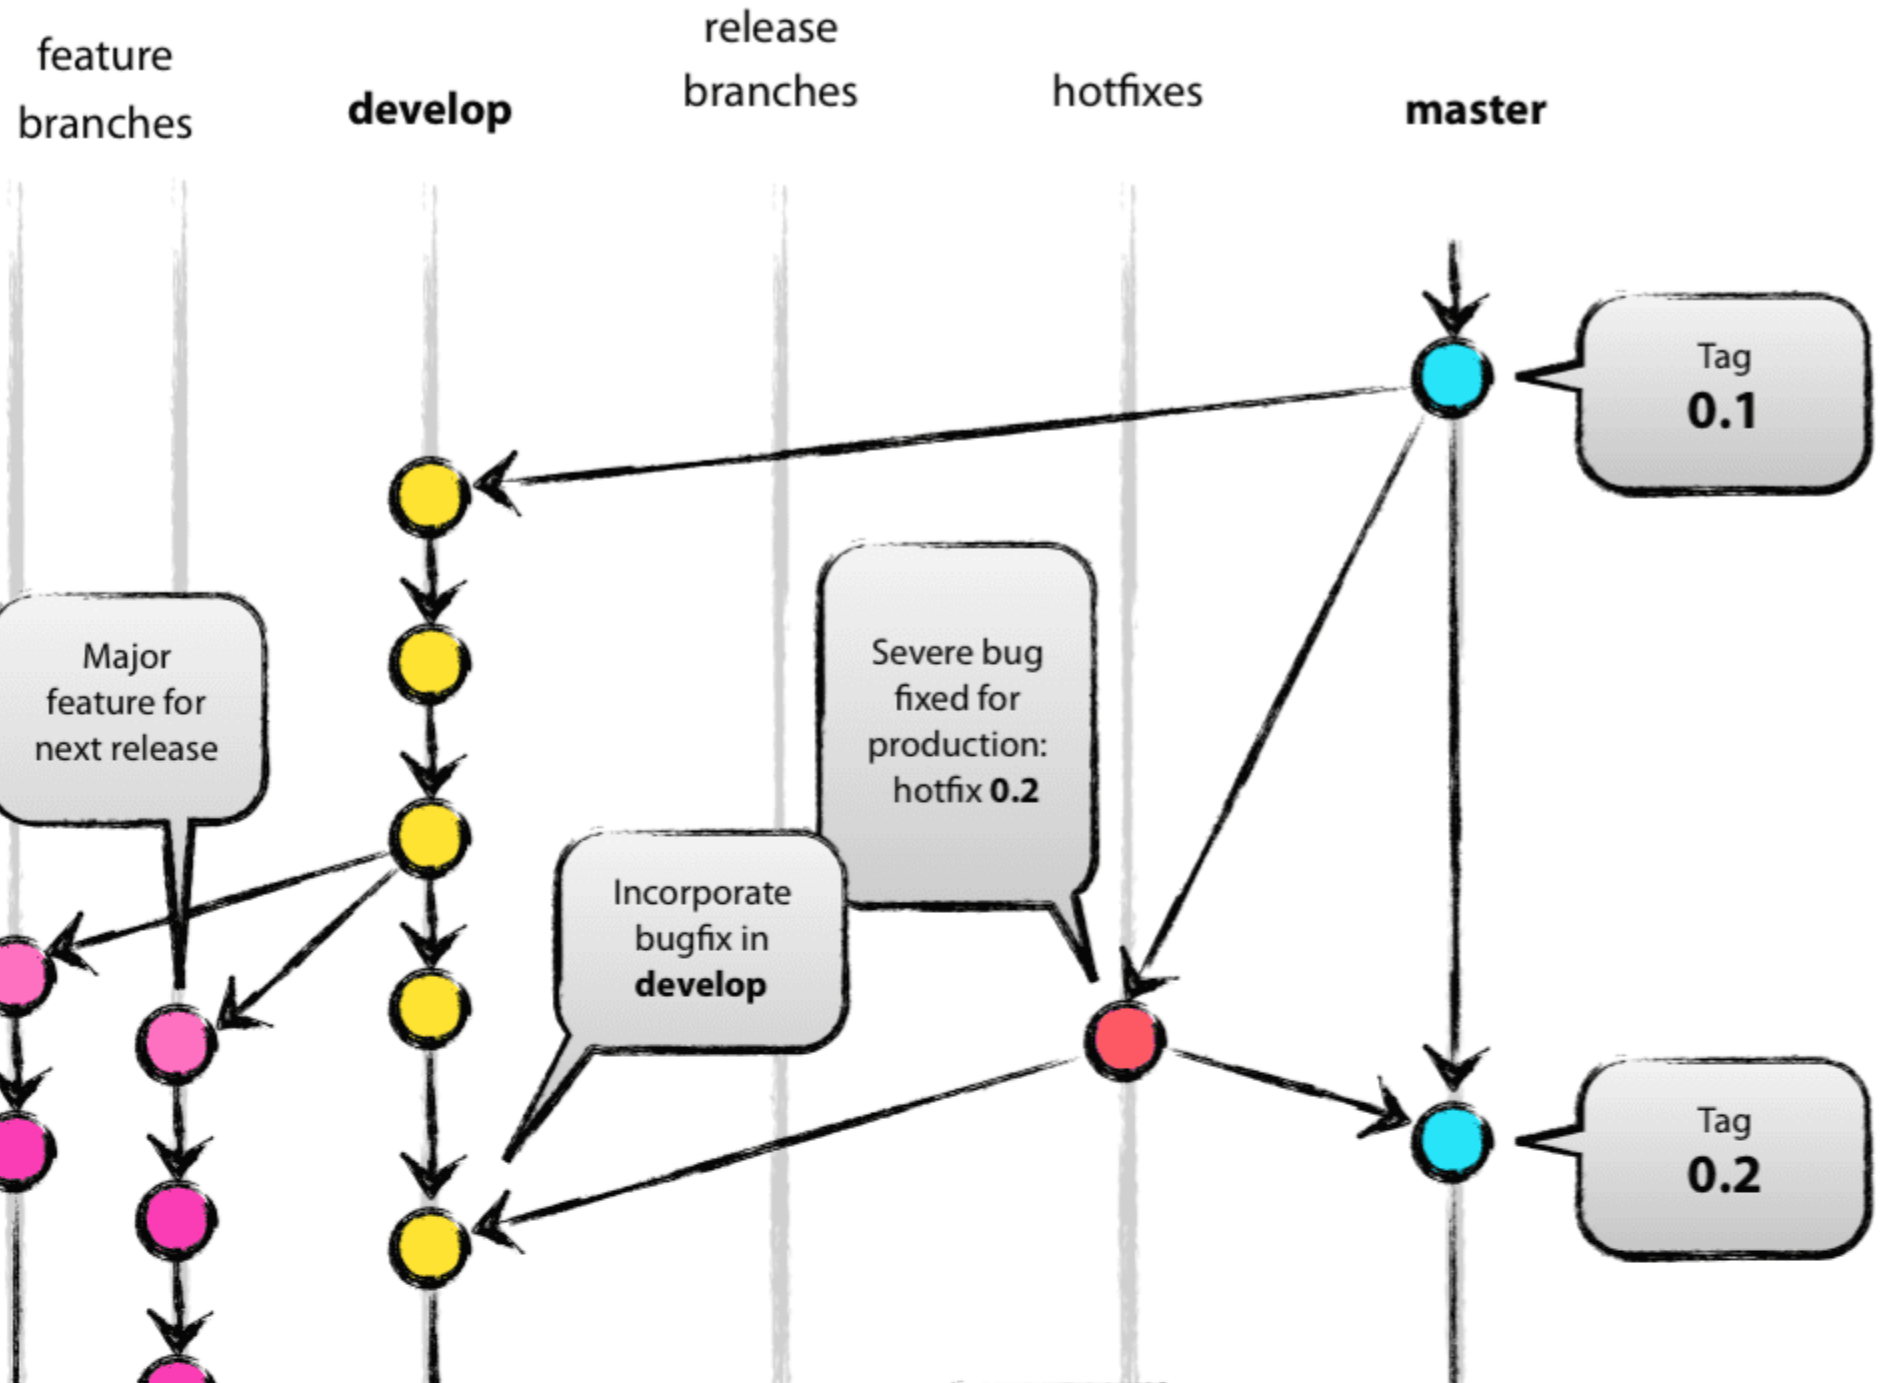 feature
branches
develop
release
branches
hotfixes
master
Tag
0.1
Major
feature for
next release
Severe bug
fixed for
production:
hotfix 0.2
Incorporate
bugfix in
develop
Tag
0.2